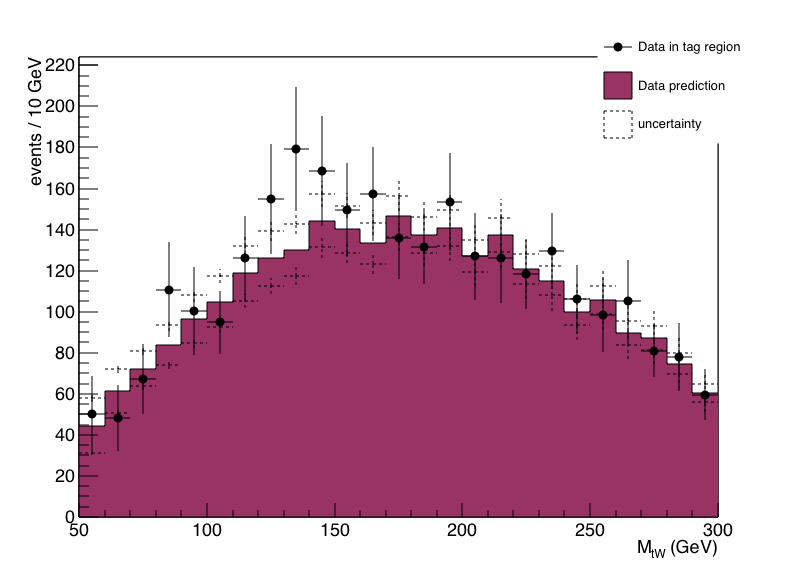 Data in tag region
Data prediction
uncertainty
events / 10 GeV
220
200
180
160
140
120
100
80
60
40
20
0
50 100 150 200 250 300
MtW (GeV)